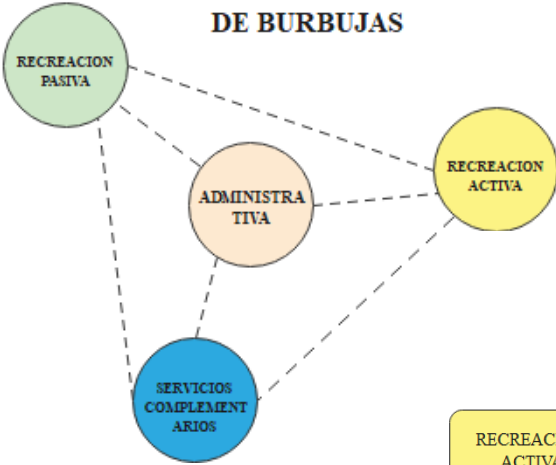 DE BURBUJAS
RECREACION
PASIVA
RECREACION
ACTIVA
ADMINISTRA
TIVA
SERVICIOS
COMPLEMENT
ARIOS